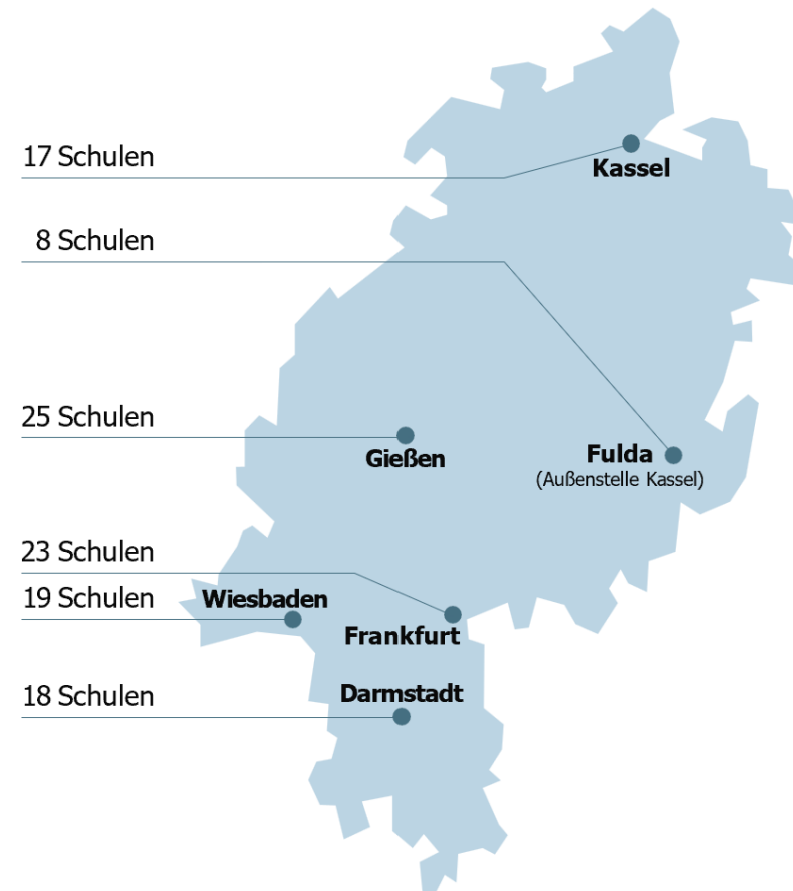 17 Schulen
Kassel
8 Schulen
25 Schulen
Gießen
Fulda
(Außenstelle Kassel)
23 Schulen
19 Schulen
Wiesbaden
Frankfurt
18 Schulen
Darmstadt